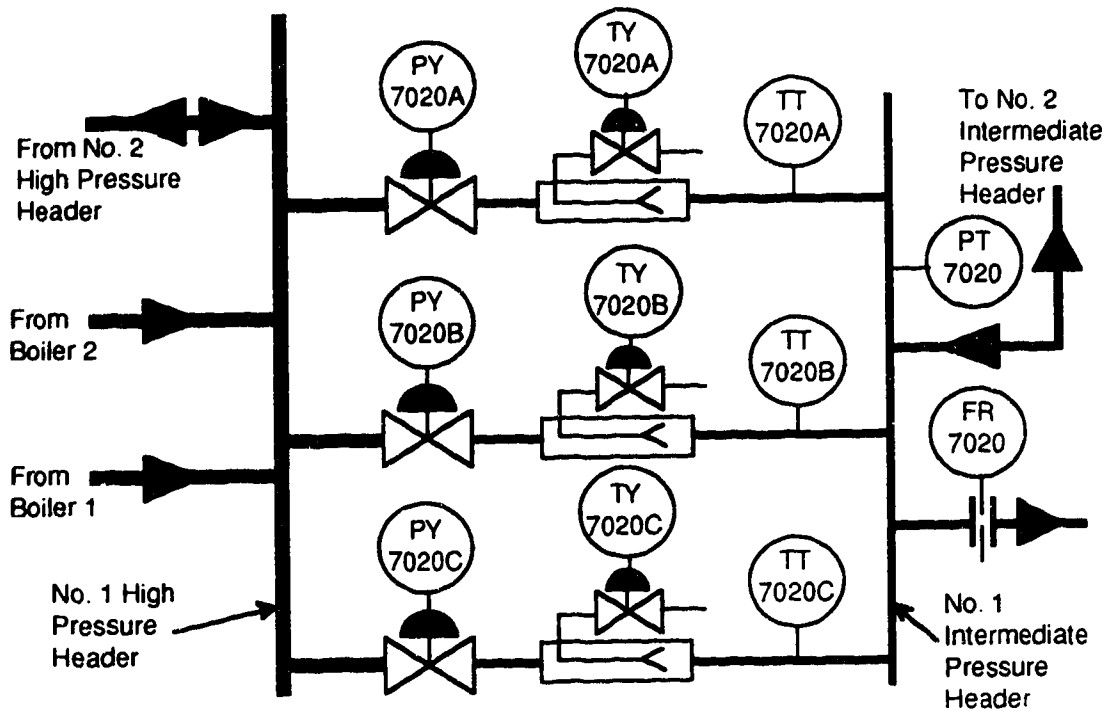 PY
7020A
TY
7020A
TT
7020A
To No. 2
Intermediate
Pressure
Header
From No. 2
High Pressure
Header
PT
7020
From
Boiler 2
PY
7020B
TY
7020B
TT
7020B
FR
7020
From
Boiler 1
PY
7020C
TY
7020C
TT
7020C
No. 1 High
Pressure
Header
No. 1
Intermediate
Pressure
Header